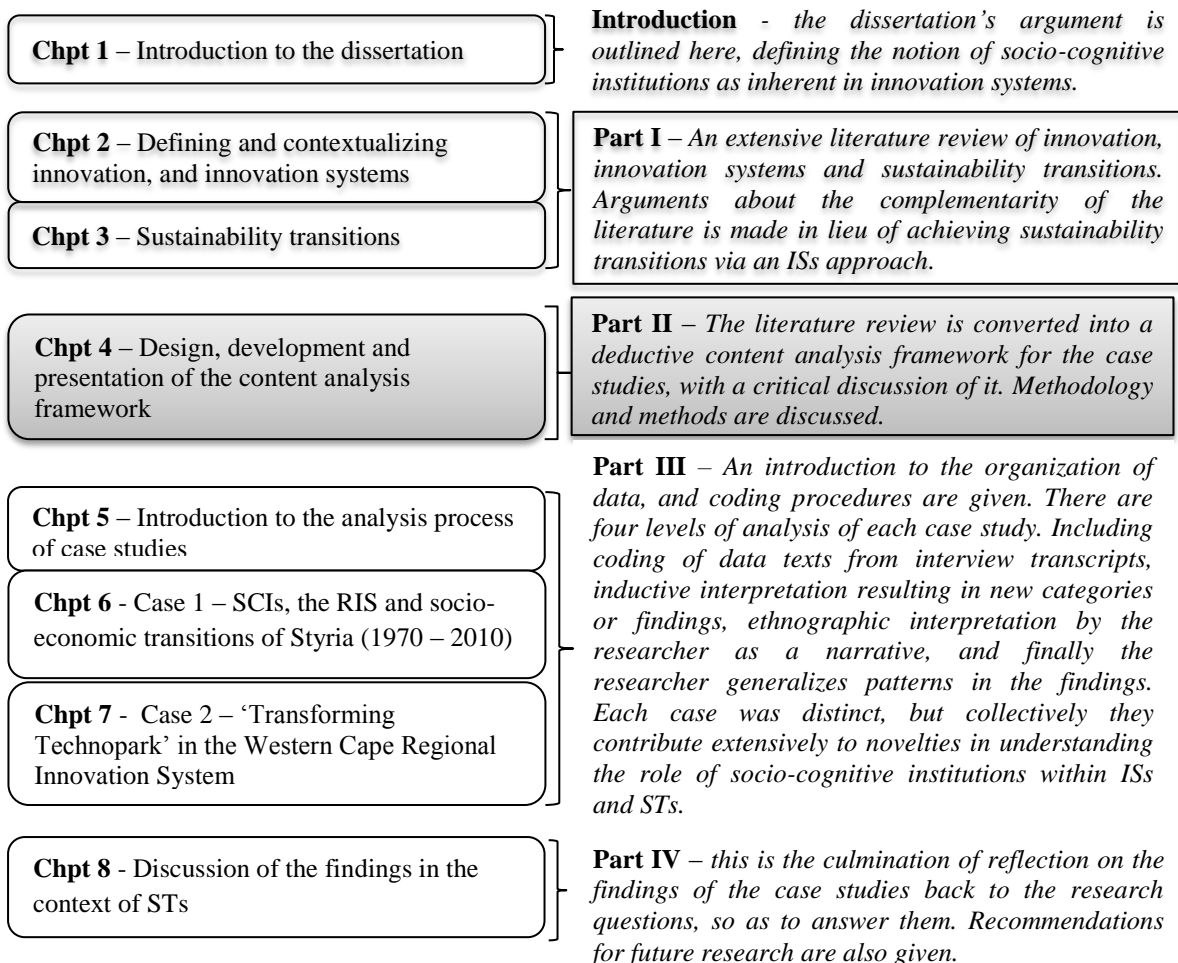 Chpt 1 – Introduction to the dissertation
Introduction - the dissertation’s argument is
outlined here, defining the notion of socio-cognitive
institutions as inherent in innovation systems.
Chpt 2 – Defining and contextualizing
innovation, and innovation systems
Chpt 3 – Sustainability transitions
Part I – An extensive literature review of innovation,
innovation systems and sustainability transitions.
Arguments about the complementarity of the
literature is made in lieu of achieving sustainability
transitions via an ISs approach.
Chpt 4 – Design, development and
presentation of the content analysis
framework
Part II – The literature review is converted into a
deductive content analysis framework for the case
studies, with a critical discussion of it. Methodology
and methods are discussed.
Chpt 5 – Introduction to the analysis process
of case studies
Chpt 6 - Case 1 – SCIs, the RIS and socio-
economic transitions of Styria (1970 – 2010)
Chpt 7 - Case 2 – ‘Transforming
Technopark’ in the Western Cape Regional
Innovation System
Part III – An introduction to the organization of
data, and coding procedures are given. There are
four levels of analysis of each case study. Including
coding of data texts from interview transcripts,
inductive interpretation resulting in new categories
or findings, ethnographic interpretation by the
researcher as a narrative, and finally the
researcher generalizes patterns in the findings.
Each case was distinct, but collectively they
contribute extensively to novelties in understanding
the role of socio-cognitive institutions within ISs
and STs.
Chpt 8 - Discussion of the findings in the
context of STs
Part IV – this is the culmination of reflection on the
findings of the case studies back to the research
questions, so as to answer them. Recommendations
for future research are also given.